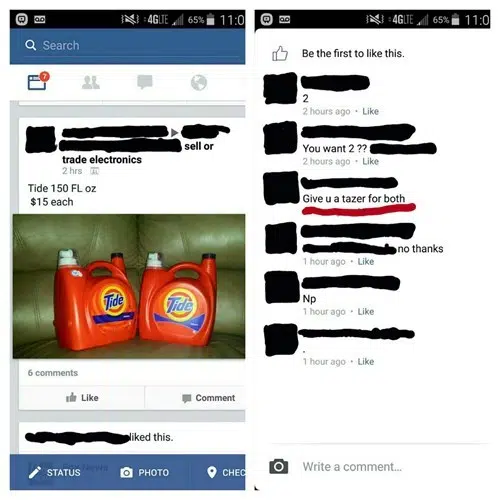 4GLTE 65% 11:0
Search
7
sell or
trade electronics
2 hrs
Tide 150 FL oz
$15 each
Tide
Tide
6 comments
Like
Comment
liked this.
STATUS
PHOTO
CHEC
4GLTE 65% 11:0
Be the first to like this.
2
2 hours ago • Like
You want 2 ??
2 hours ago • Like
Give u a tazer for both
no thanks
1 hour ago • Like
Np
1 hour ago • Like
.
1 hour ago • Like
Write a comment...